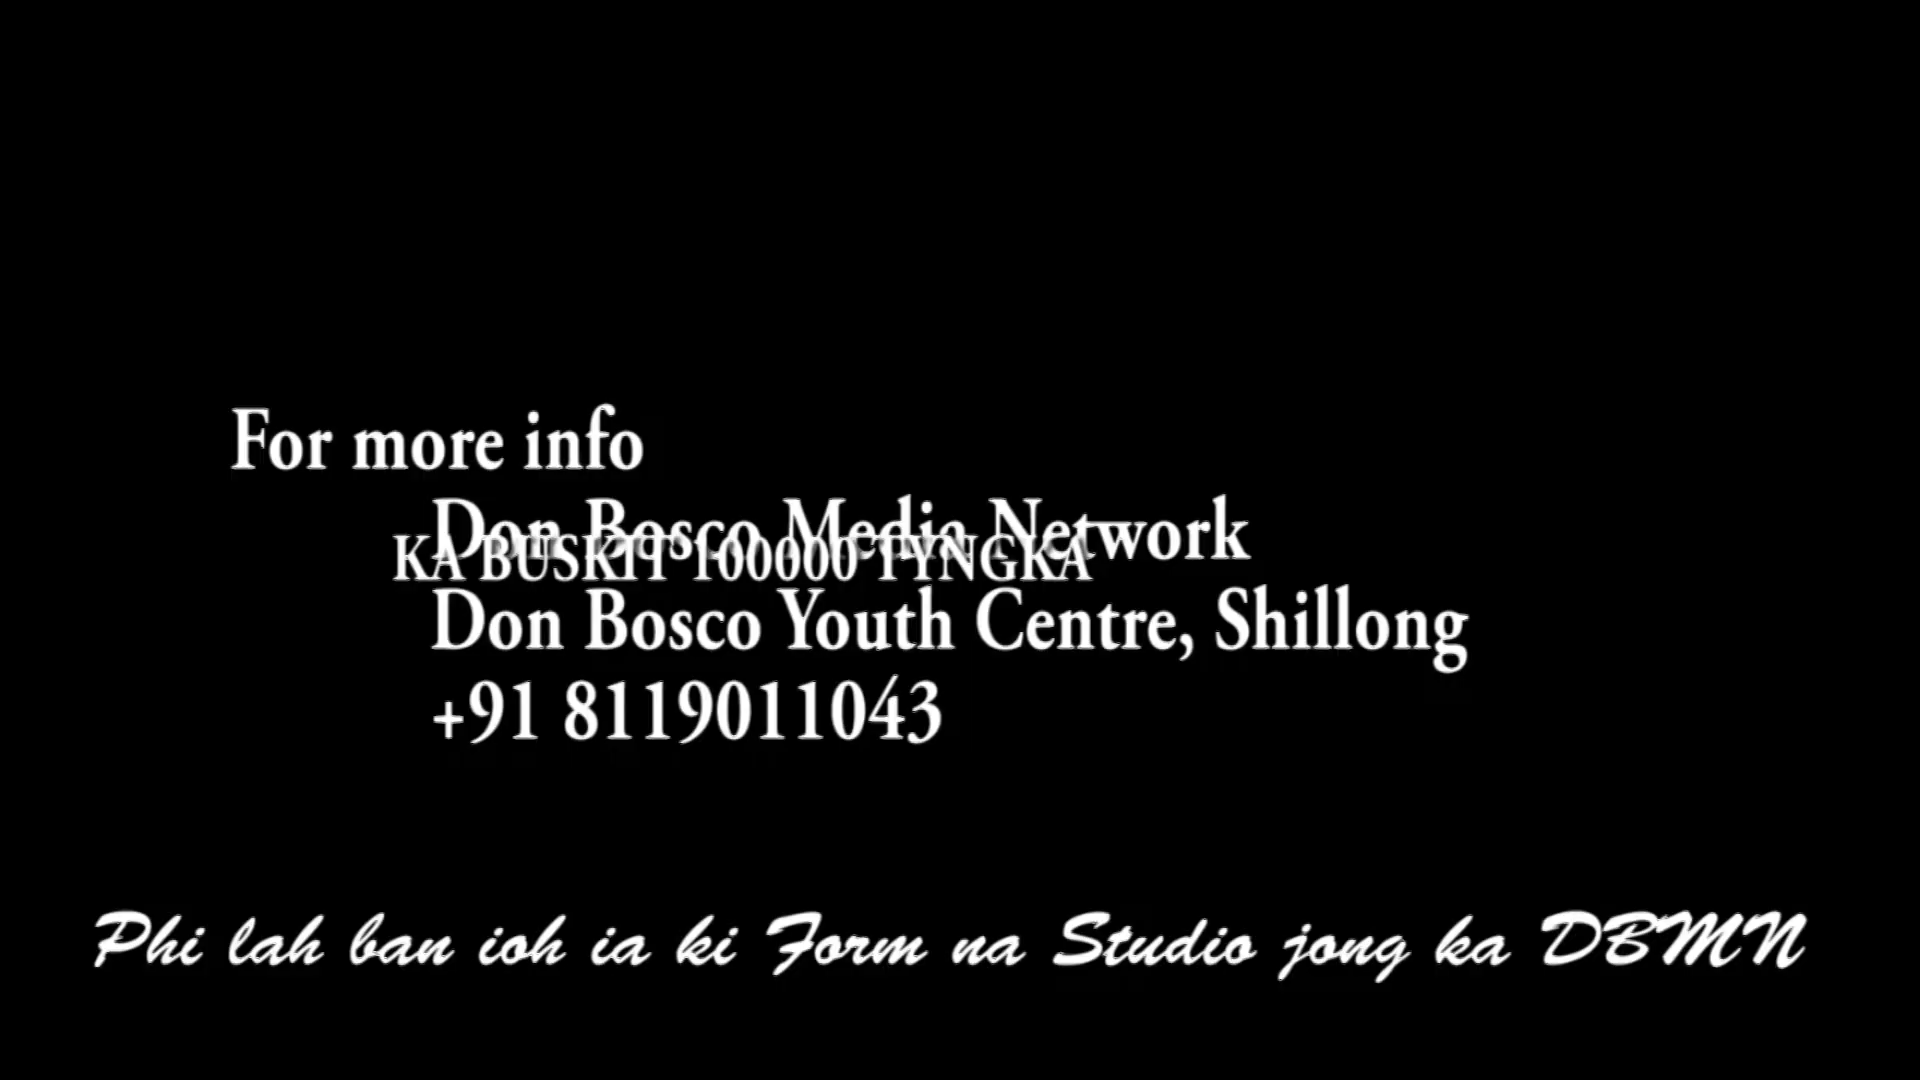 For more info
Don Bosco Media Network
KA BUSKIT 100000 TYNGKA
Don Bosco Youth Centre, Shillong
+91 8119011043
Phi lah ban ioh ia ki Form na Studio jong ka DBMN